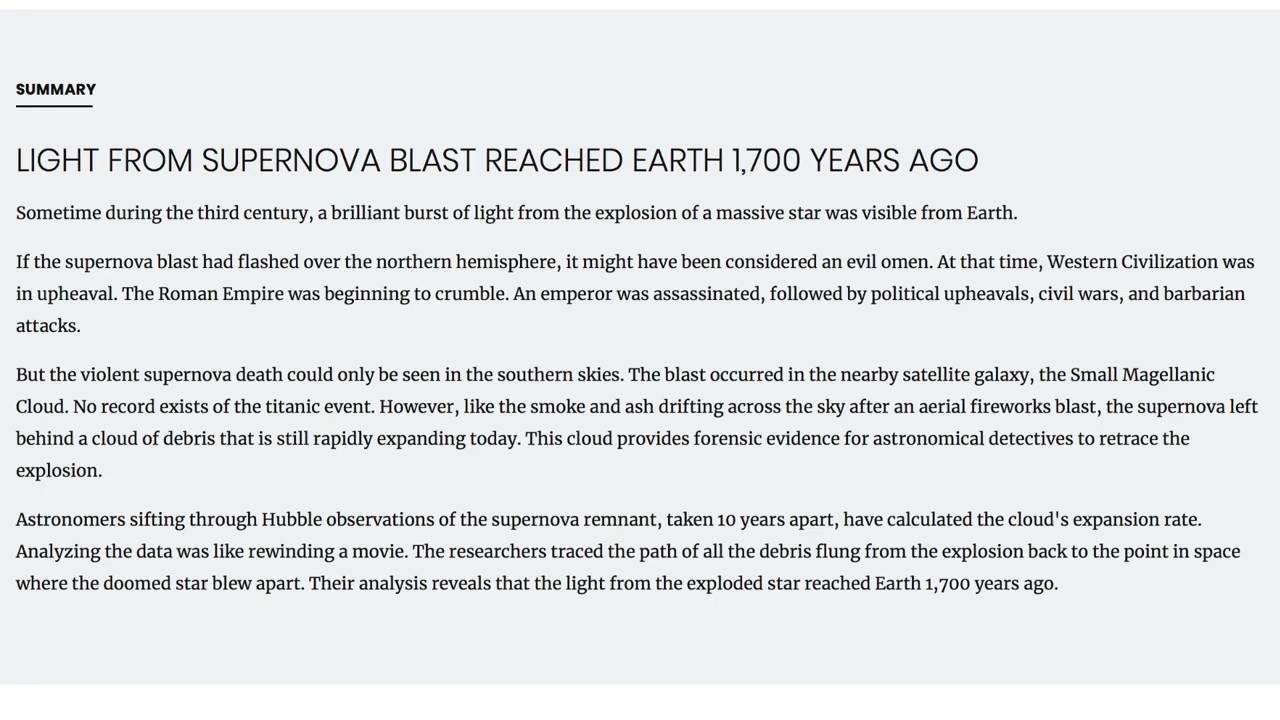 SUMMARY
LIGHT FROM SUPERNOVA BLAST REACHED EARTH 1,700 YEARS AGO
Sometime during the third century, a brilliant burst of light from the explosion of a massive star was visible from Earth.
If the supernova blast had flashed over the northern hemisphere, it might have been considered an evil omen. At that time, Western Civilization was
in upheaval. The Roman Empire was beginning to crumble. An emperor was assassinated, followed by political upheavals, civil wars, and barbarian
attacks.
But the violent supernova death could only be seen in the southern skies. The blast occurred in the nearby satellite galaxy, the Small Magellanic
Cloud. No record exists of the titanic event. However, like the smoke and ash drifting across the sky after an aerial fireworks blast, the supernova left
behind a cloud of debris that is still rapidly expanding today. This cloud provides forensic evidence for astronomical detectives to retrace the
explosion.
Astronomers sifting through Hubble observations of the supernova remnant, taken 10 years apart, have calculated the cloud's expansion rate.
Analyzing the data was like rewinding a movie. The researchers traced the path of all the debris flung from the explosion back to the point in space
where the doomed star blew apart. Their analysis reveals that the light from the exploded star reached Earth 1,700 years ago.